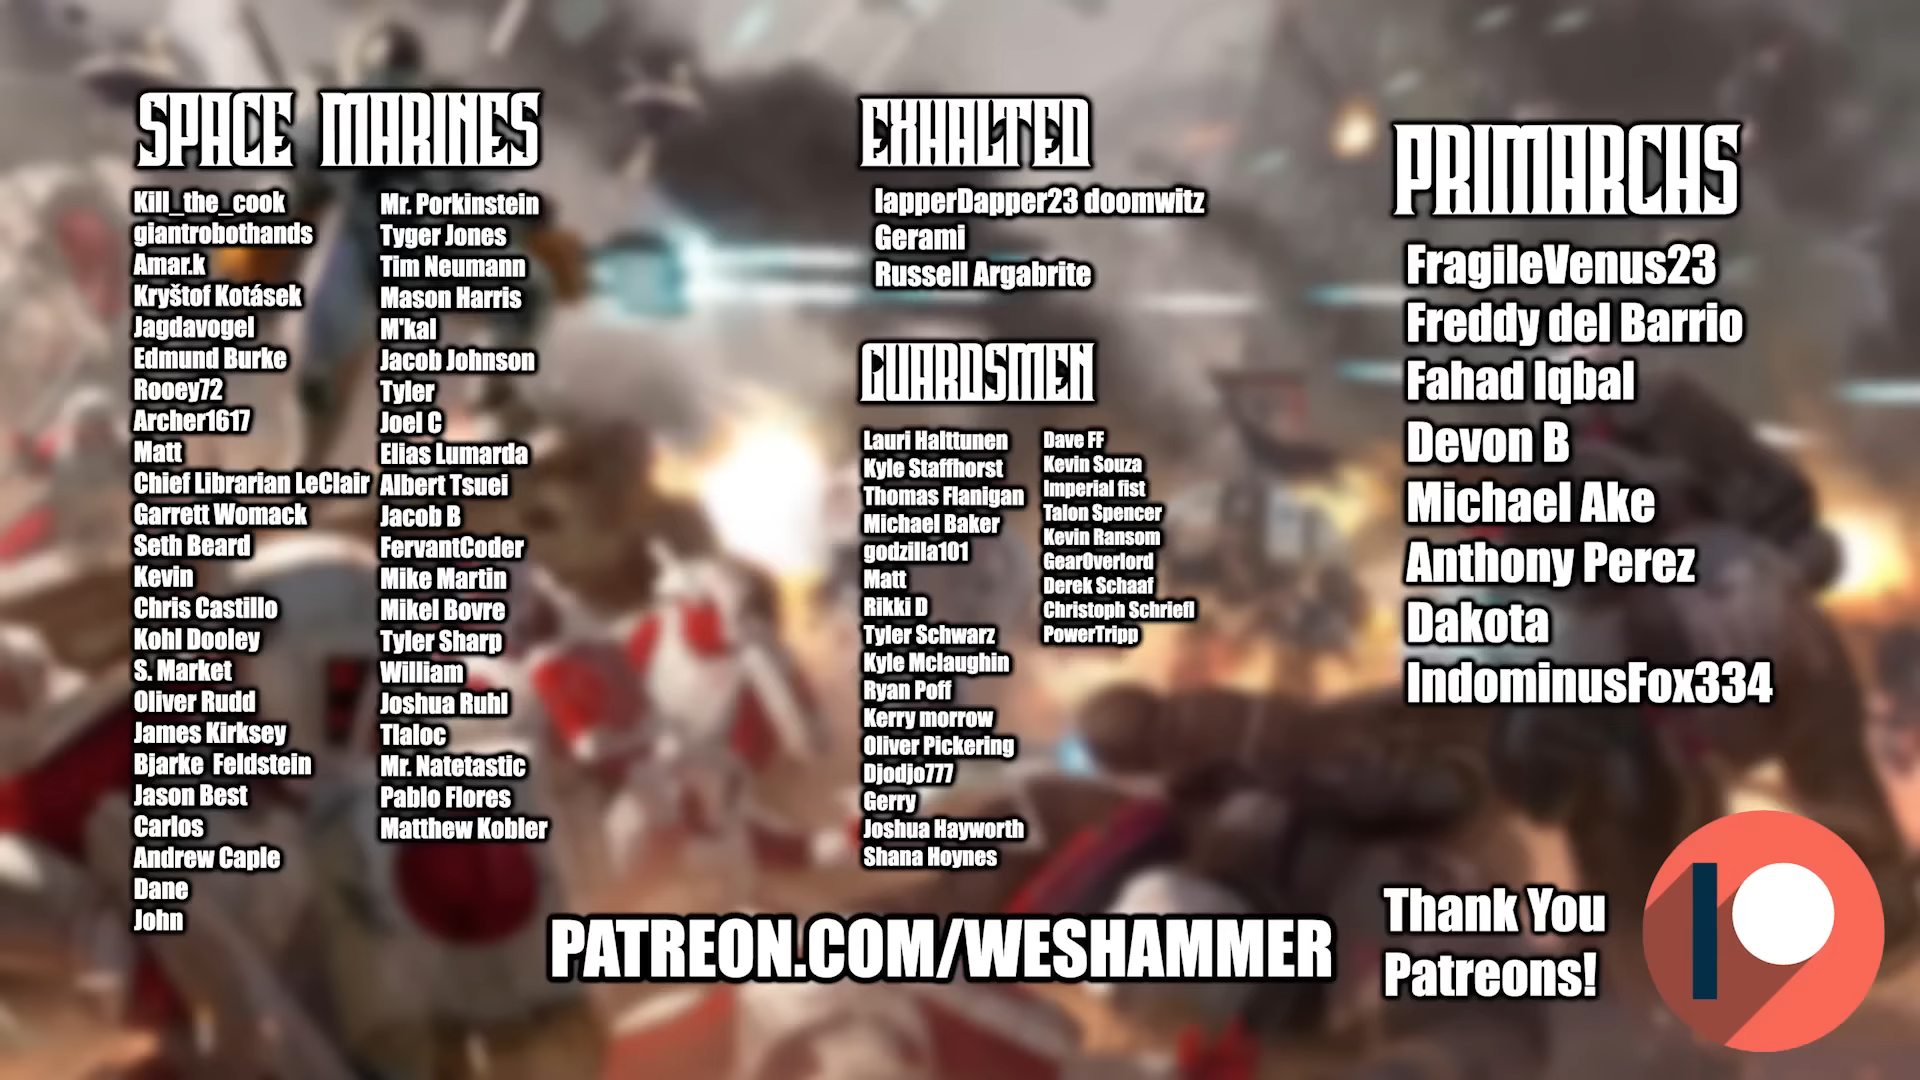 SPACE MARINES
Kill_the_cook
giantrobothands
Amar.k
Kryštof Kotásek
Jagdavogel
Edmund Burke
Rooey72
Archer1617
Matt
Chief Librarian LeClair
Garrett Womack
Seth Beard
Kevin
Chris Castillo
Kohl Dooley
S. Market
Oliver Rudd
James Kirksey
Bjarke Feldstein
Jason Best
Carlos
Andrew Caple
Dane
John
Mr. Porkinstein
Tyger Jones
Tim Neumann
Mason Harris
M'kal
Jacob Johnson
Tyler
Joel C
Elias Lumarda
Albert Tsuei
Jacob B
FervantCoder
Mike Martin
Mikel Bovre
Tyler Sharp
William
Joshua Ruhl
Tlaloc
Mr. Natetastic
Pablo Flores
Matthew Kobler
EXHALTED
IapperDapper23 doomwitz
Gerami
Russell Argabrite
GUARDSMEN
Lauri Halttunen
Kyle Staffhorst
Thomas Flanigan
Michael Baker
godzilla101
Matt
Rikki D
Tyler Schwarz
Kyle Mclaughin
Ryan Poff
Kerry morrow
Oliver Pickering
Djodjo777
Gerry
Joshua Hayworth
Shana Hoynes
Dave FF
Kevin Souza
Imperial fist
Talon Spencer
Kevin Ransom
GearOverlord
Derek Schaaf
Christoph Schriefl
PowerTripp
PRIMARCHS
FragileVenus23
Freddy del Barrio
Fahad Iqbal
Devon B
Michael Ake
Anthony Perez
Dakota
IndominusFox334
PATREON.COM/WESHAMMER
Thank You
Patreons!